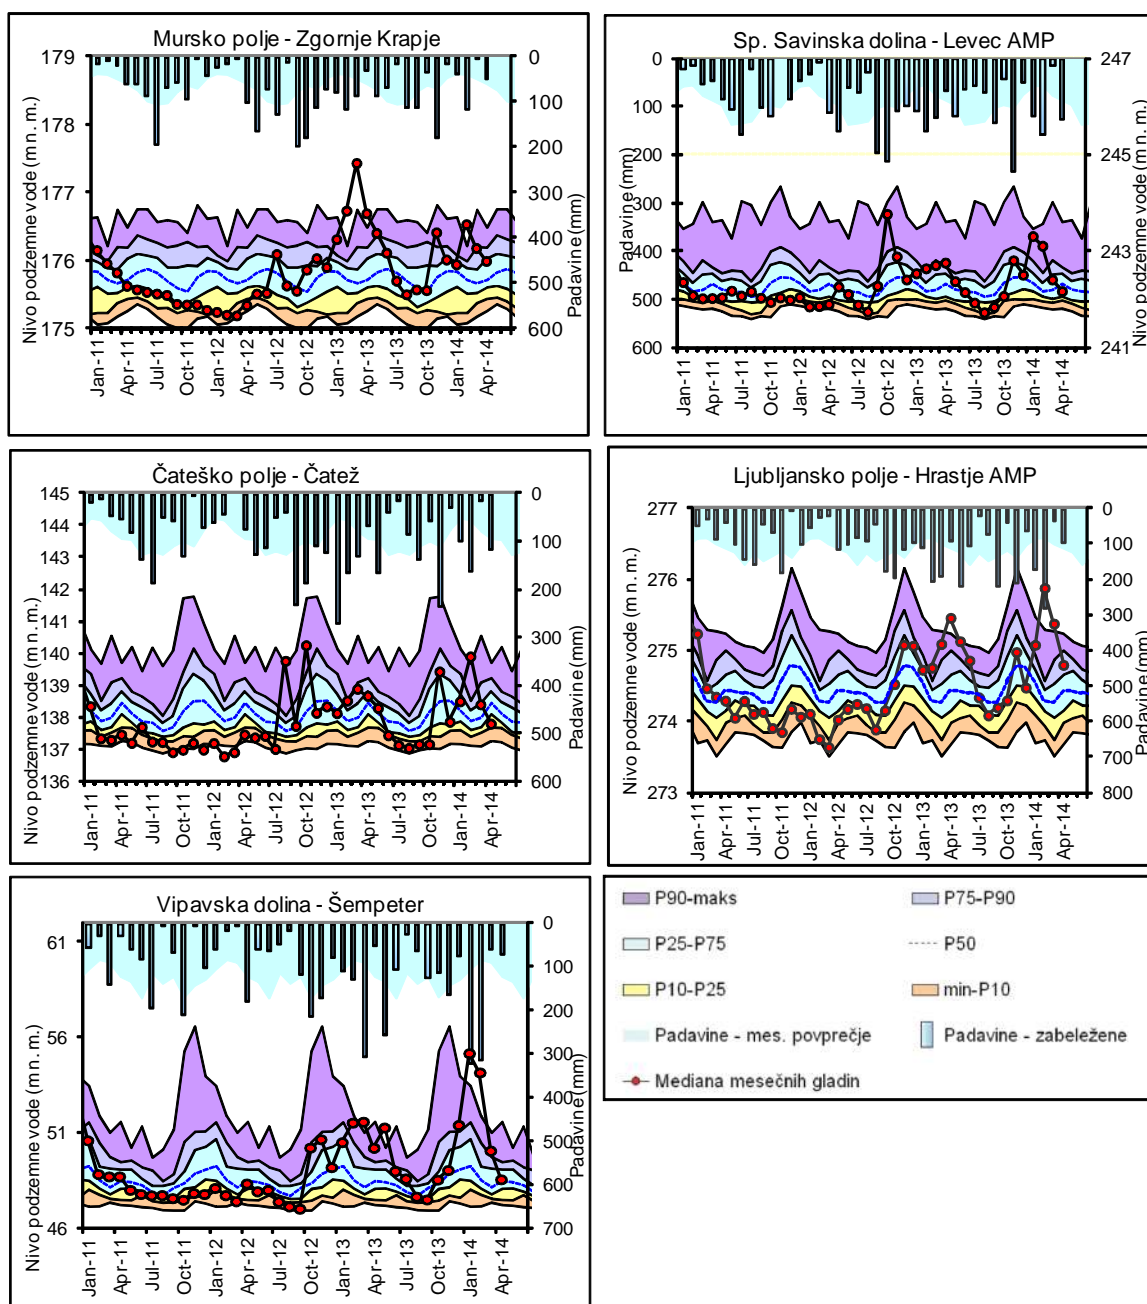 Mursko polje - Zgornje Krapje
Nivo podzemne vode (m n. m.)
179
178
177
176
175
0
100
200
300
400
500
600
Padavine (mm)
Jan-11
Apr-11
Jul-11
Oct-11
Jan-12
Apr-12
Jul-12
Oct-12
Jan-13
Apr-13
Jul-13
Oct-13
Jan-14
Apr-14
Sp. Savinska dolina - Levec AMP
Padavine (mm)
0
100
200
300
400
500
600
247
245
243
241
Nivo podzemne vode (m n. m.)
Jan-11
Apr-11
Jul-11
Oct-11
Jan-12
Apr-12
Jul-12
Oct-12
Jan-13
Apr-13
Jul-13
Oct-13
Jan-14
Apr-14
Čateško polje - Čatež
Nivo podzemne vode (m n. m.)
145
144
143
142
141
140
139
138
137
136
0
100
200
300
400
500
600
Padavine (mm)
Jan-11
Apr-11
Jul-11
Oct-11
Jan-12
Apr-12
Jul-12
Oct-12
Jan-13
Apr-13
Jul-13
Oct-13
Jan-14
Apr-14
Ljubljansko polje - Hrastje AMP
Nivo podzemne vode (m n. m.)
277
276
275
274
273
0
100
200
300
400
500
600
700
800
Padavine (mm)
Jan-11
Apr-11
Jul-11
Oct-11
Jan-12
Apr-12
Jul-12
Oct-12
Jan-13
Apr-13
Jul-13
Oct-13
Jan-14
Apr-14
Vipavska dolina - Šempeter
Nivo podzemne vode (m n. m.)
61
56
51
46
0
100
200
300
400
500
600
700
Padavine (mm)
Jan-11
Apr-11
Jul-11
Oct-11
Jan-12
Apr-12
Jul-12
Oct-12
Jan-13
Apr-13
Jul-13
Oct-13
Jan-14
Apr-14
P90-maks
P75-P90
P25-P75
P50
P10-P25
min-P10
Padavine - mes. povprečje
Padavine - zabeležene
Mediana mesečnih gladin